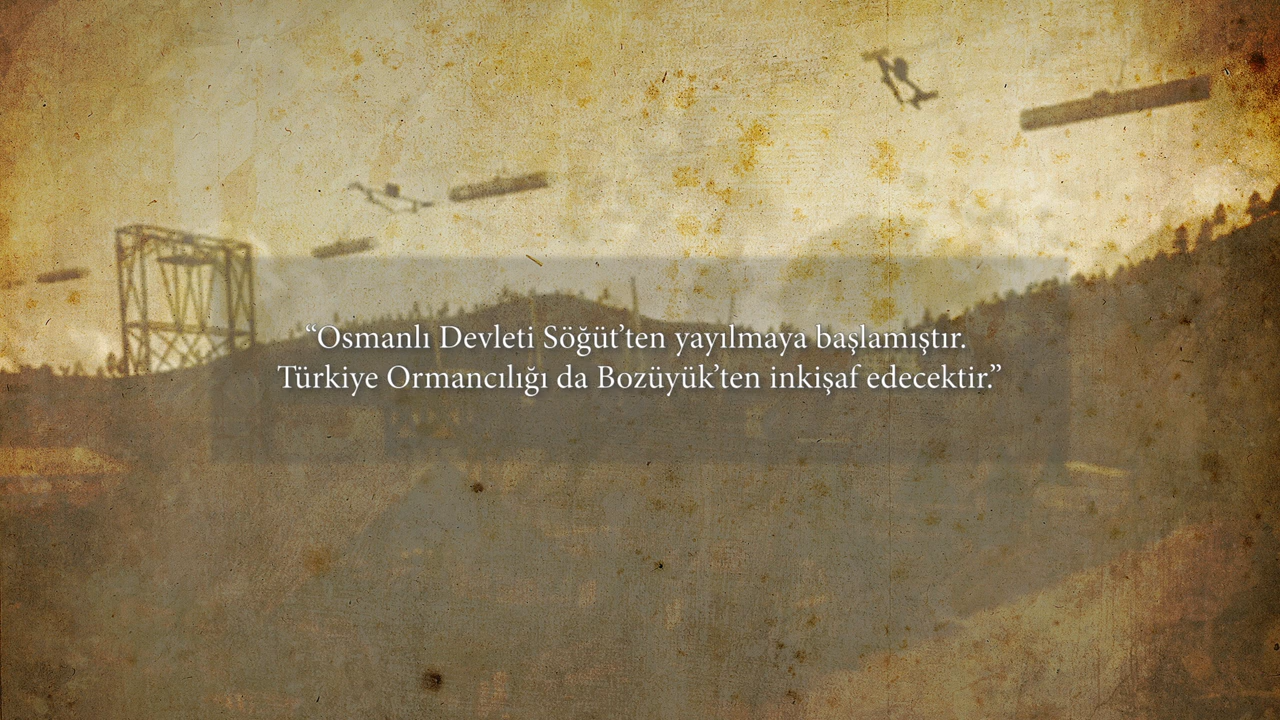 “Osmanlı Devleti Söğüt’ten yayılmaya başlamıştır.
Türkiye Ormancılığı da Bozüyük’ten inkişaf edecektir.”